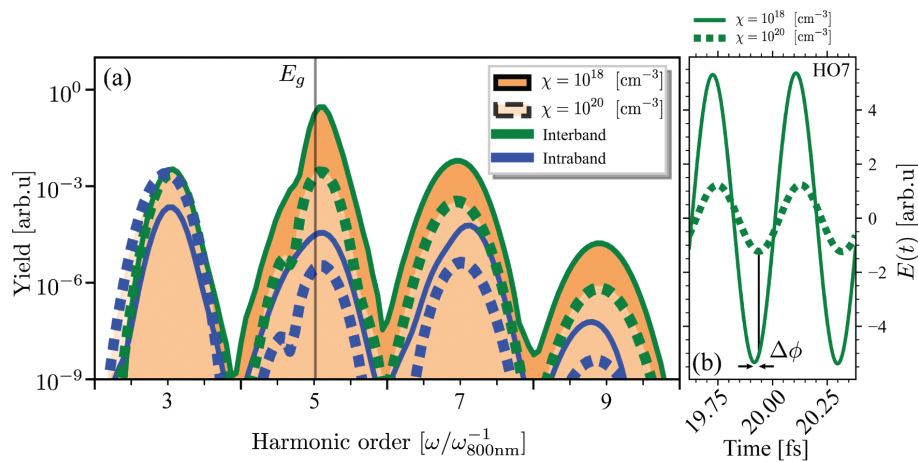 (a)
E_g
χ = 10^18 [cm^−3]
χ = 10^20 [cm^−3]
Interband
Intraband
10^0
10^−3
10^−6
10^−9
Yield [arb.u]
3
5
7
9
Harmonic order [ω/ω_800nm^−1]
χ = 10^18 [cm^−3]
χ = 10^20 [cm^−3]
HO7
4
2
0
−2
−4
E(t) [arb.u]
(b)
Δϕ
19.75
20.00
20.25
Time [fs]